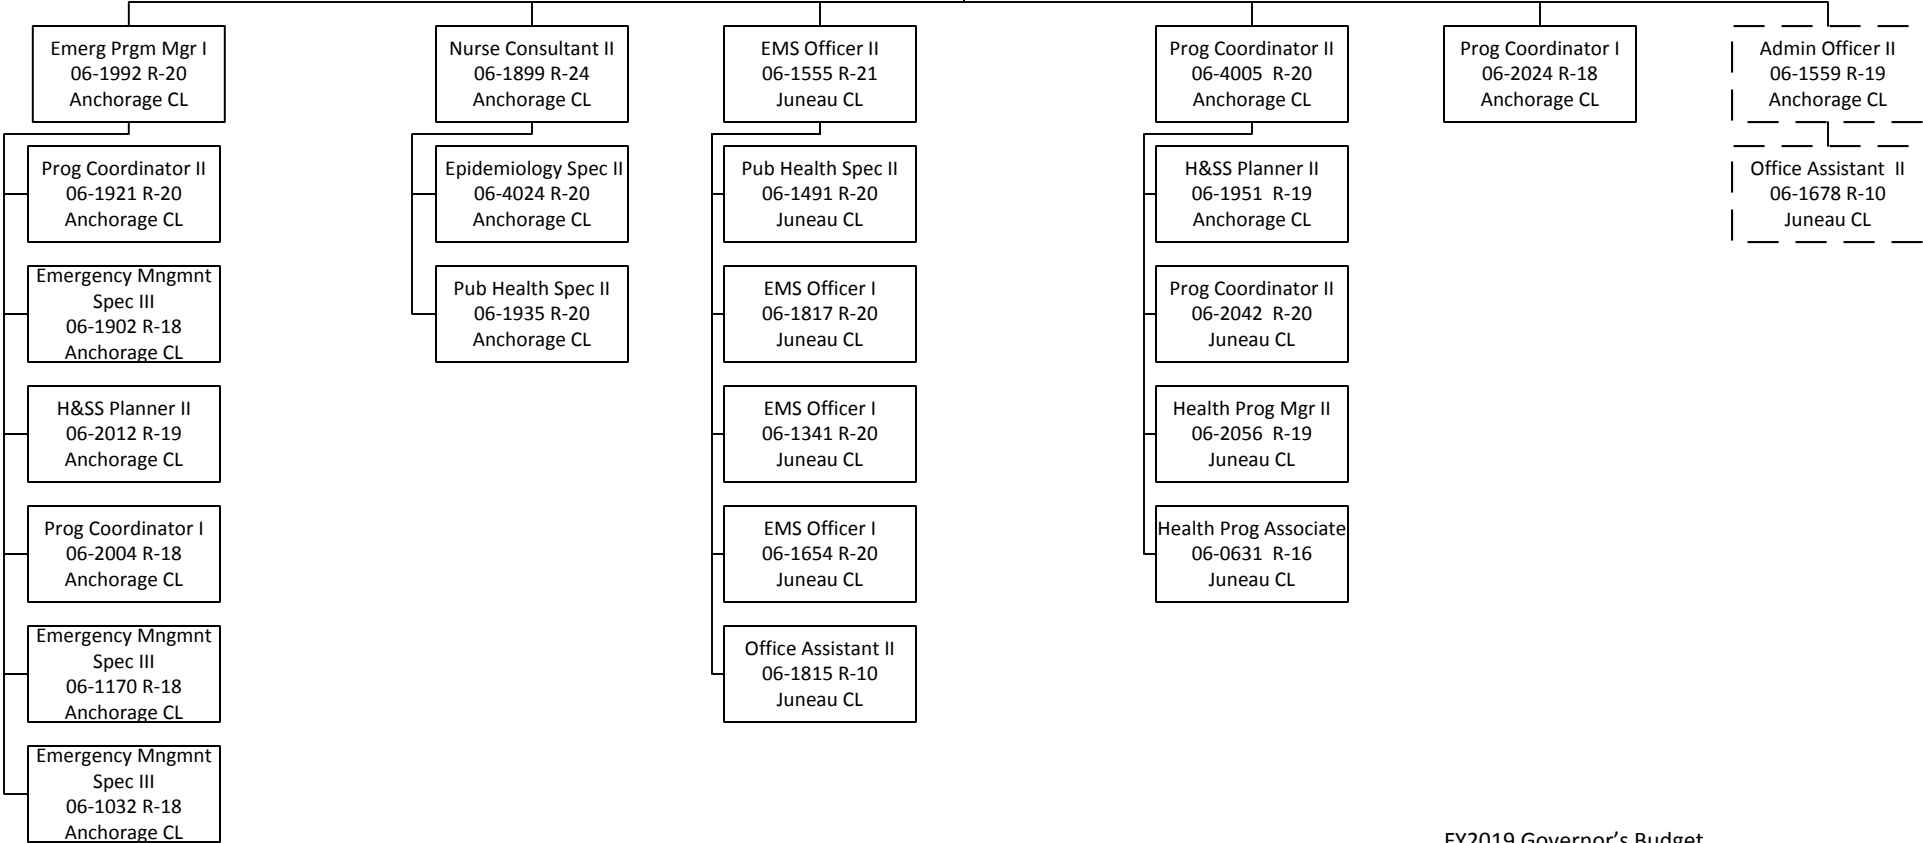 Emerg Prgm Mgr I
06-1992 R-20
Anchorage CL
Prog Coordinator II
06-1921 R-20
Anchorage CL
Emergency Mngmnt
Spec III
06-1902 R-18
Anchorage CL
H&SS Planner II
06-2012 R-19
Anchorage CL
Prog Coordinator I
06-2004 R-18
Anchorage CL
Emergency Mngmnt
Spec III
06-1170 R-18
Anchorage CL
Emergency Mngmnt
Spec III
06-1032 R-18
Anchorage CL
Nurse Consultant II
06-1899 R-24
Anchorage CL
Epidemiology Spec II
06-4024 R-20
Anchorage CL
Pub Health Spec II
06-1935 R-20
Anchorage CL
EMS Officer II
06-1555 R-21
Juneau CL
Pub Health Spec II
06-1491 R-20
Juneau CL
EMS Officer I
06-1817 R-20
Juneau CL
EMS Officer I
06-1341 R-20
Juneau CL
EMS Officer I
06-1654 R-20
Juneau CL
Office Assistant II
06-1815 R-10
Juneau CL
Prog Coordinator II
06-4005 R-20
Anchorage CL
H&SS Planner II
06-1951 R-19
Anchorage CL
Prog Coordinator II
06-2042 R-20
Juneau CL
Health Prog Mgr II
06-2056 R-19
Juneau CL
Health Prog Associate
06-0631 R-16
Juneau CL
Prog Coordinator I
06-2024 R-18
Anchorage CL
Admin Officer II
06-1559 R-19
Anchorage CL
Office Assistant II
06-1678 R-10
Juneau CL
FY2019 Governor's Budget